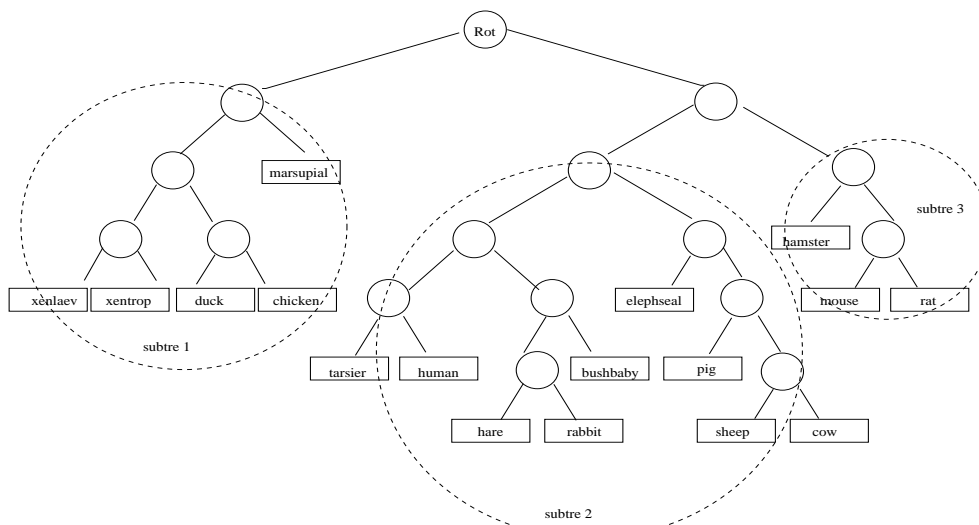 Rot
marsupial
subtre 3
hamster
xenlaev xentrop duck chicken
elephseal
mouse rat
subtre 1
tarsier human
bushbaby
pig
hare rabbit
sheep cow
subtre 2